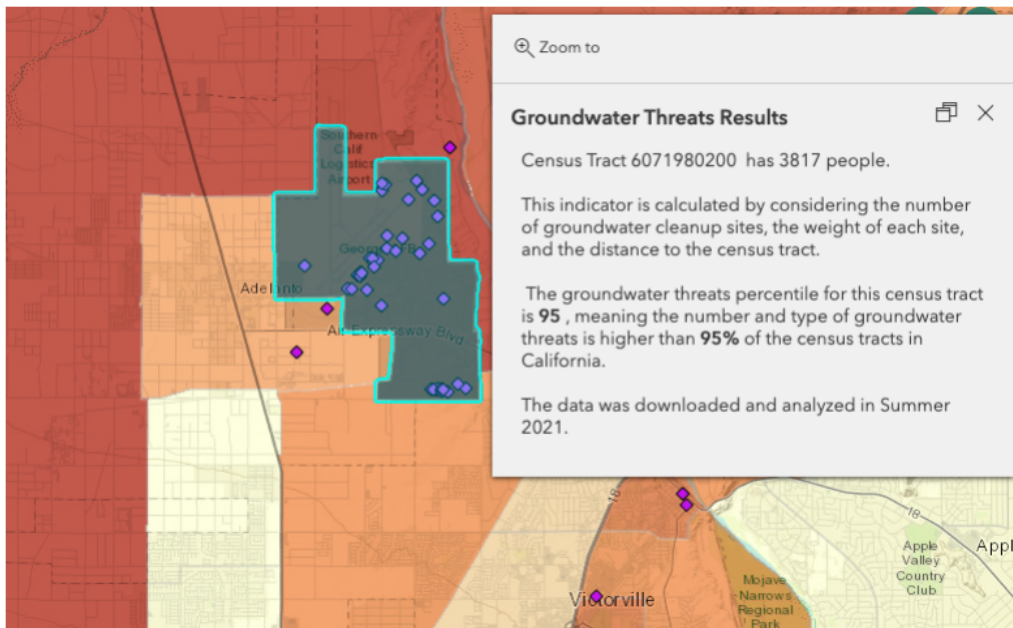 Zoom to
Groundwater Threats Results
Census Tract 6071980200 has 3817 people.
This indicator is calculated by considering the number
of groundwater cleanup sites, the weight of each site,
and the distance to the census tract.
The groundwater threats percentile for this census tract
is 95 , meaning the number and type of groundwater
threats is higher than 95% of the census tracts in
California.
The data was downloaded and analyzed in Summer
2021.
Southern
Calif
Logistics
Airport
George AFB
Adelanto
Air Expressway Blvd
18
18
Apple
Valley
Country
Club
Appl
Mojave
Narrows
Regional
Park
Victorville